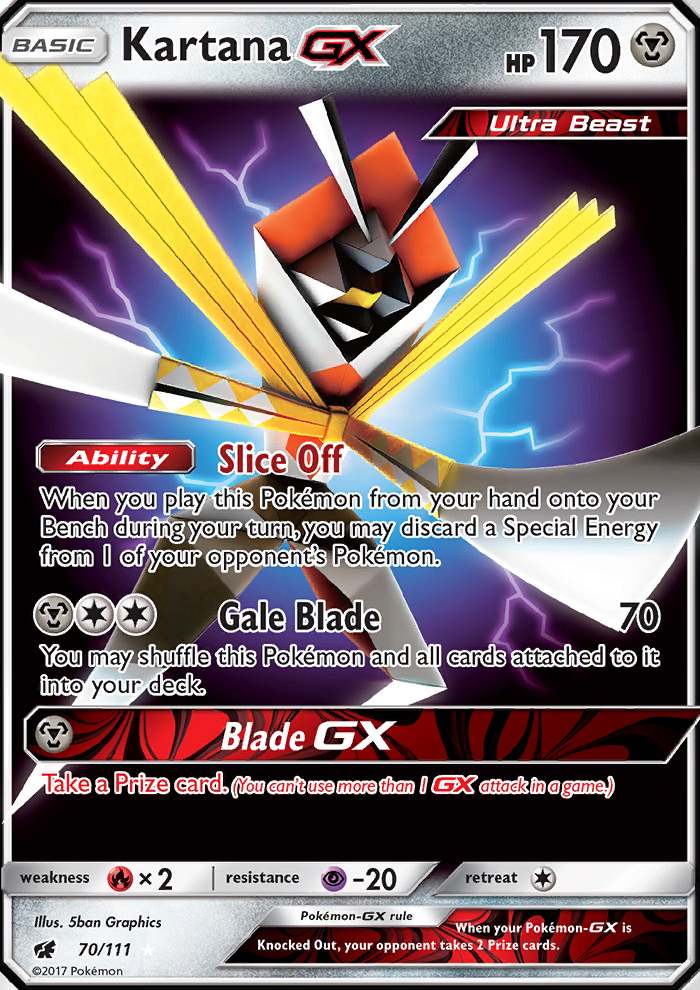 BASIC Kartana GX HP 170
Ultra Beast
Ability Slice Off
When you play this Pokémon from your hand onto your
Bench during your turn, you may discard a Special Energy
from 1 of your opponent's Pokémon.
Gale Blade 70
You may shuffle this Pokémon and all cards attached to it
into your deck.
Blade GX
Take a Prize card. (You can't use more than 1 GX attack in a game.)
weakness ×2 resistance -20 retreat
Illus. 5ban Graphics
Pokémon-GX rule
When your Pokémon-GX is
Knocked Out, your opponent takes 2 Prize cards.
70/111
©2017 Pokémon